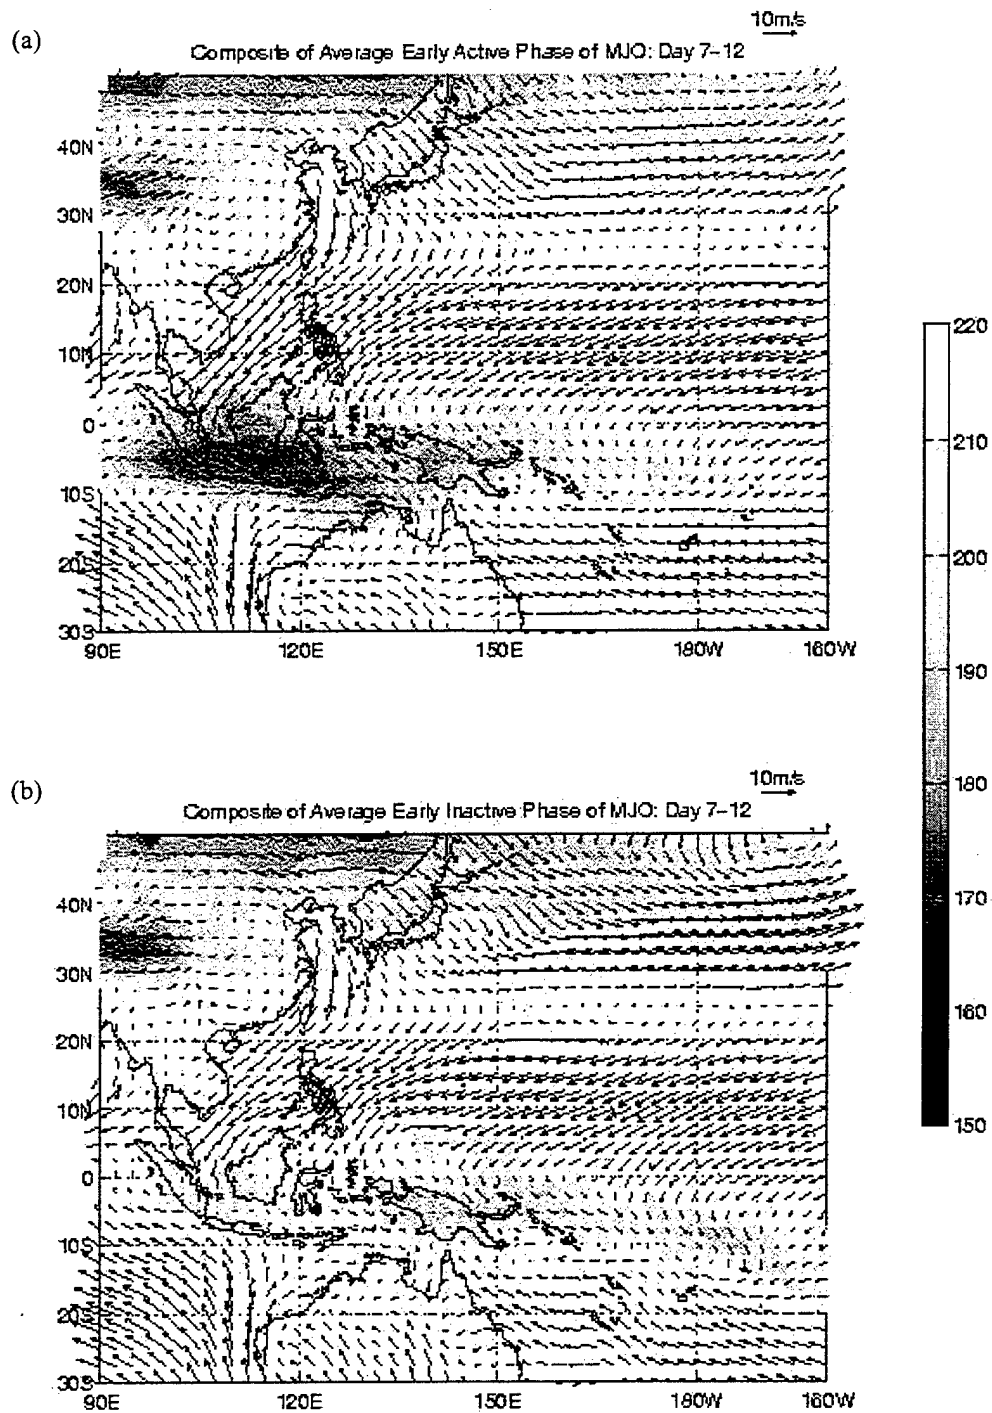 (a)
10m/s
Composite of Average Early Active Phase of MJO: Day 7-12
40N
30N
20N
10N
0
10S
20S
30S
90E 120E 150E 180W 160W
220
210
200
190
180
170
160
150
(b)
10m/s
Composite of Average Early Inactive Phase of MJO: Day 7-12
40N
30N
20N
10N
0
10S
20S
30S
90E 120E 150E 180W 160W